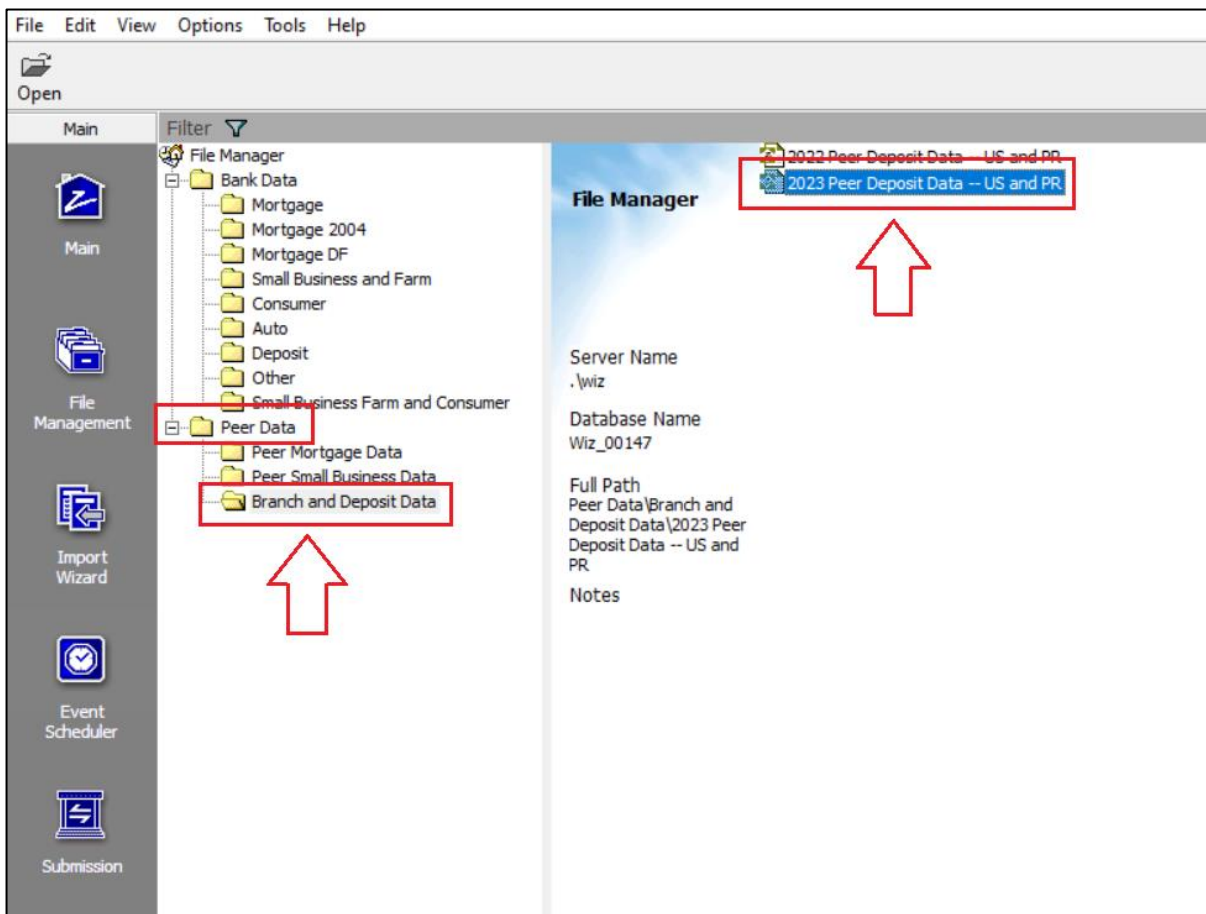 File Edit View Options Tools Help
Open
Main
Filter
Main
File
Management
Import
Wizard
Event
Scheduler
Submission
File Manager
Bank Data
Mortgage
Mortgage 2004
Mortgage DF
Small Business and Farm
Consumer
Auto
Deposit
Other
Small Business Farm and Consumer
Peer Data
Peer Mortgage Data
Peer Small Business Data
Branch and Deposit Data
File Manager
2022 Peer Deposit Data -- US and PR
2023 Peer Deposit Data -- US and PR
Server Name
.\wiz
Database Name
Wiz_00147
Full Path
Peer Data\Branch and
Deposit Data\2023 Peer
Deposit Data -- US and
PR
Notes